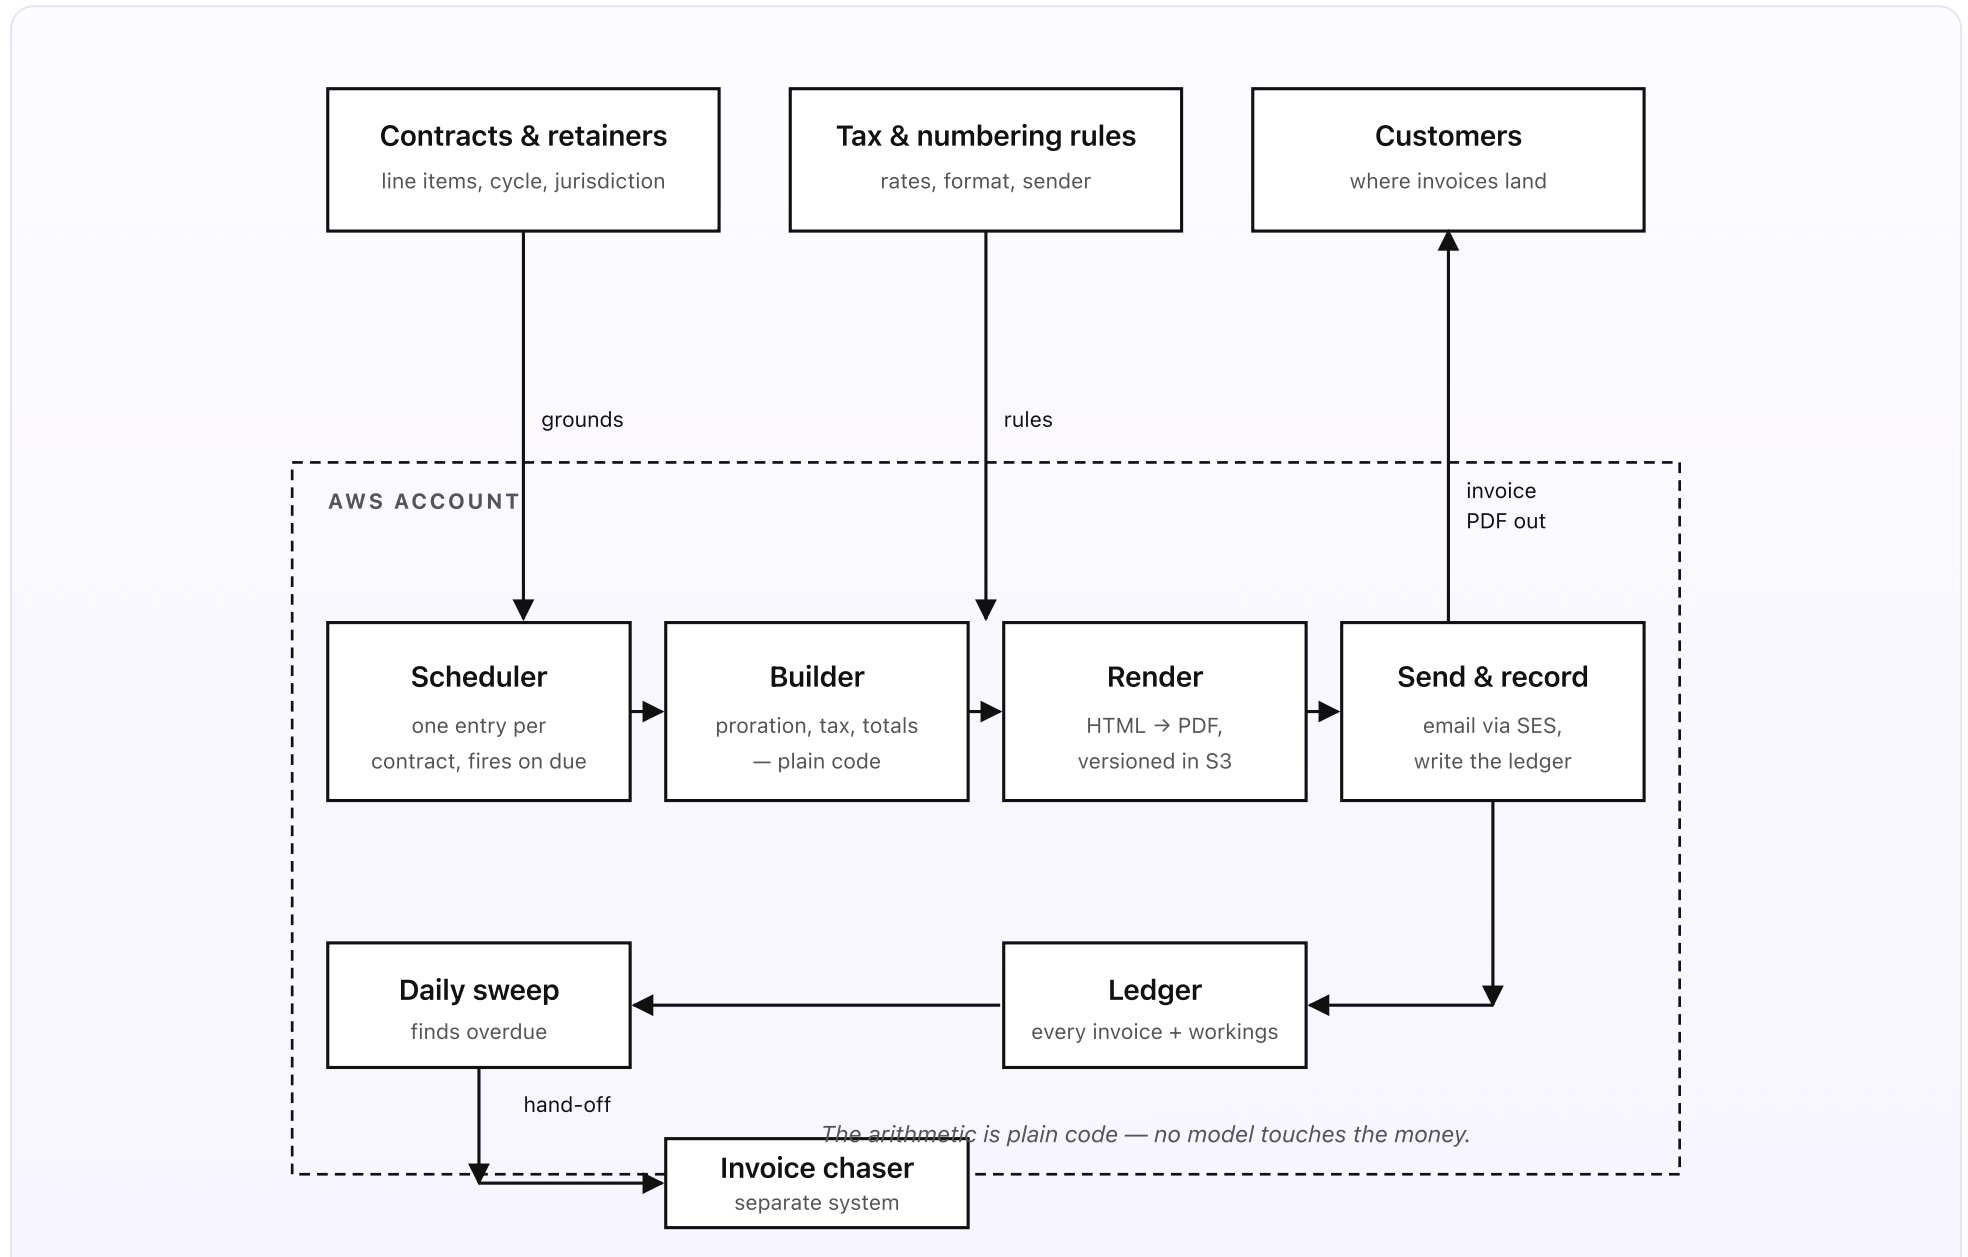 Contracts & retainers
line items, cycle, jurisdiction
Tax & numbering rules
rates, format, sender
Customers
where invoices land
grounds
rules
AWS ACCOUNT
invoice
PDF out
Scheduler
one entry per
contract, fires on due
Builder
proration, tax, totals
— plain code
Render
HTML → PDF,
versioned in S3
Send & record
email via SES,
write the ledger
Daily sweep
finds overdue
Ledger
every invoice + workings
hand-off
The arithmetic is plain code — no model touches the money.
Invoice chaser
separate system